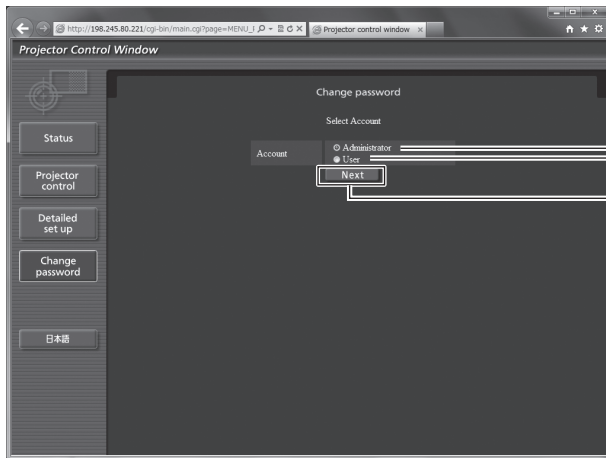 http://198.245.80.221/cgi-bin/main.cgi?page=MENU_
Projector control window
Projector Control Window
Change password
Select Account
Account
Administrator
User
Next
Status
Projector
control
Detailed
set up
Change
password
日本語